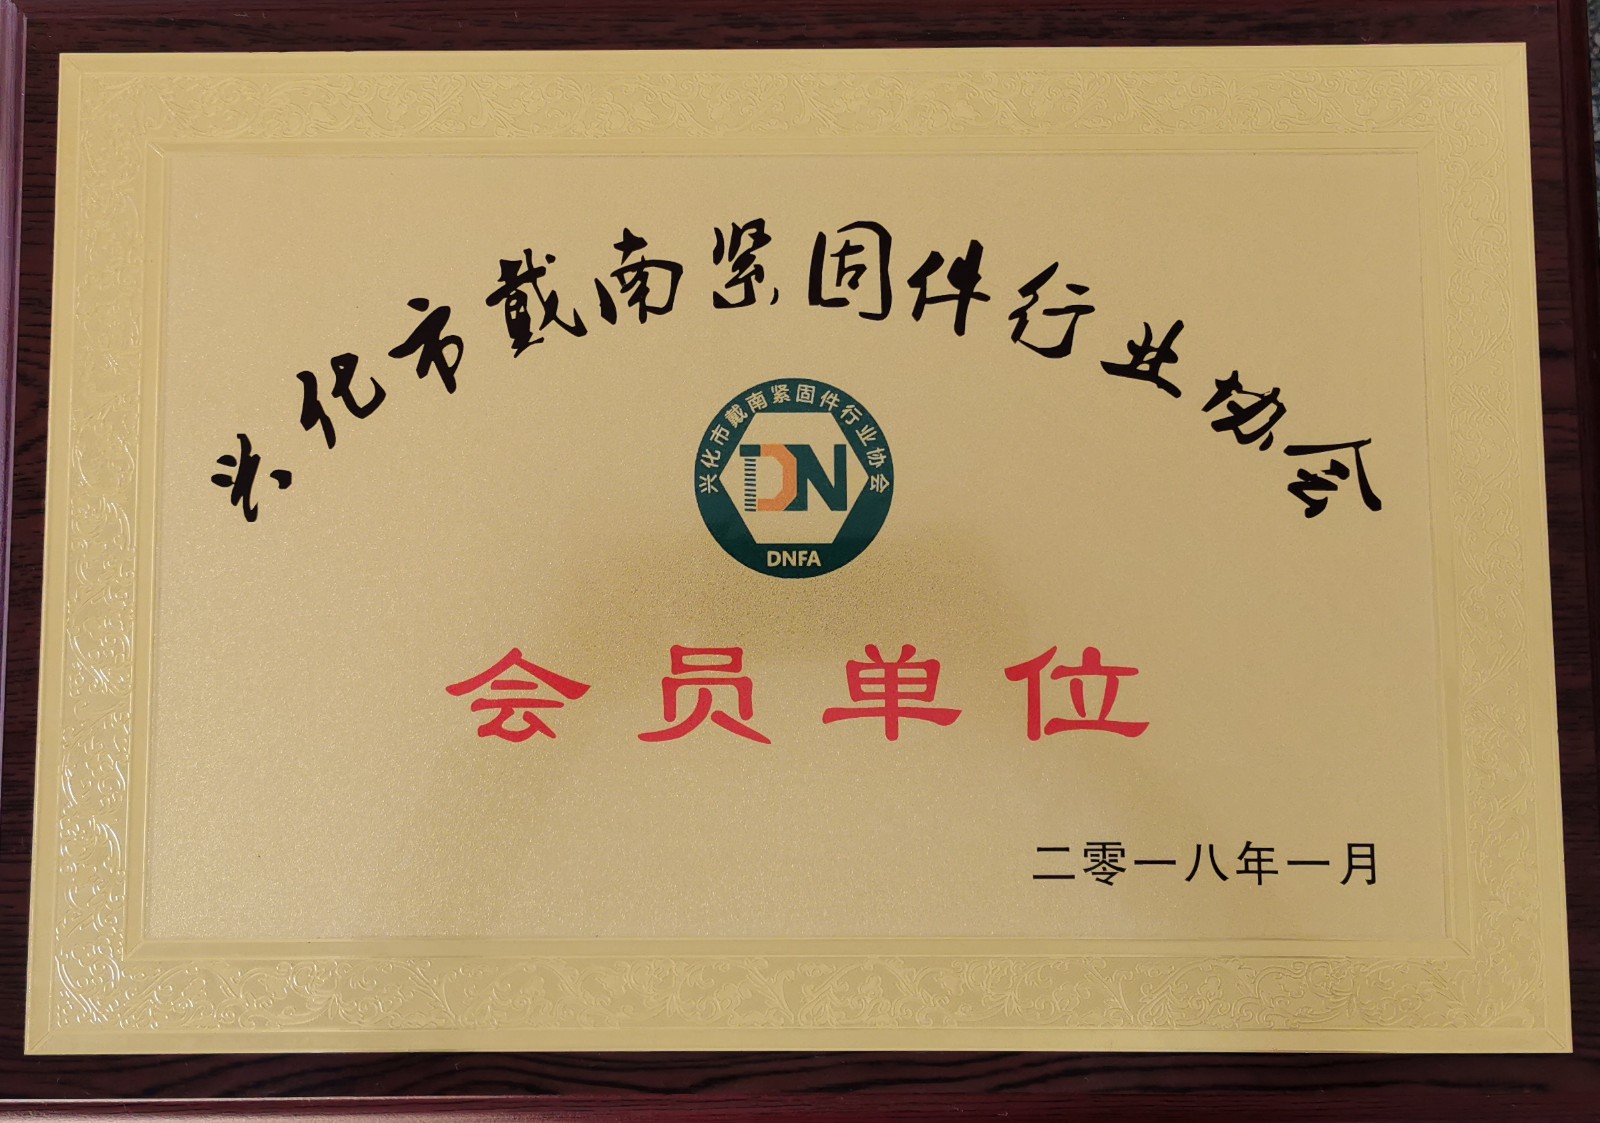 兴化市戴南紧固件行业协会
兴化市戴南紧固件行业协会
DN
DNFA
会员单位
二零一八年一月